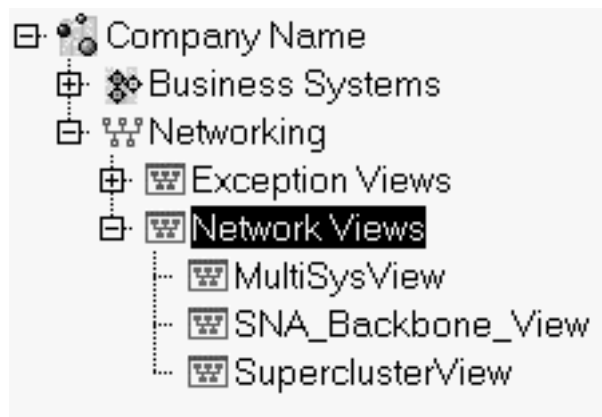 Company Name
Business Systems
Networking
Exception Views
Network Views
MultiSysView
SNA_Backbone_View
SuperclusterView